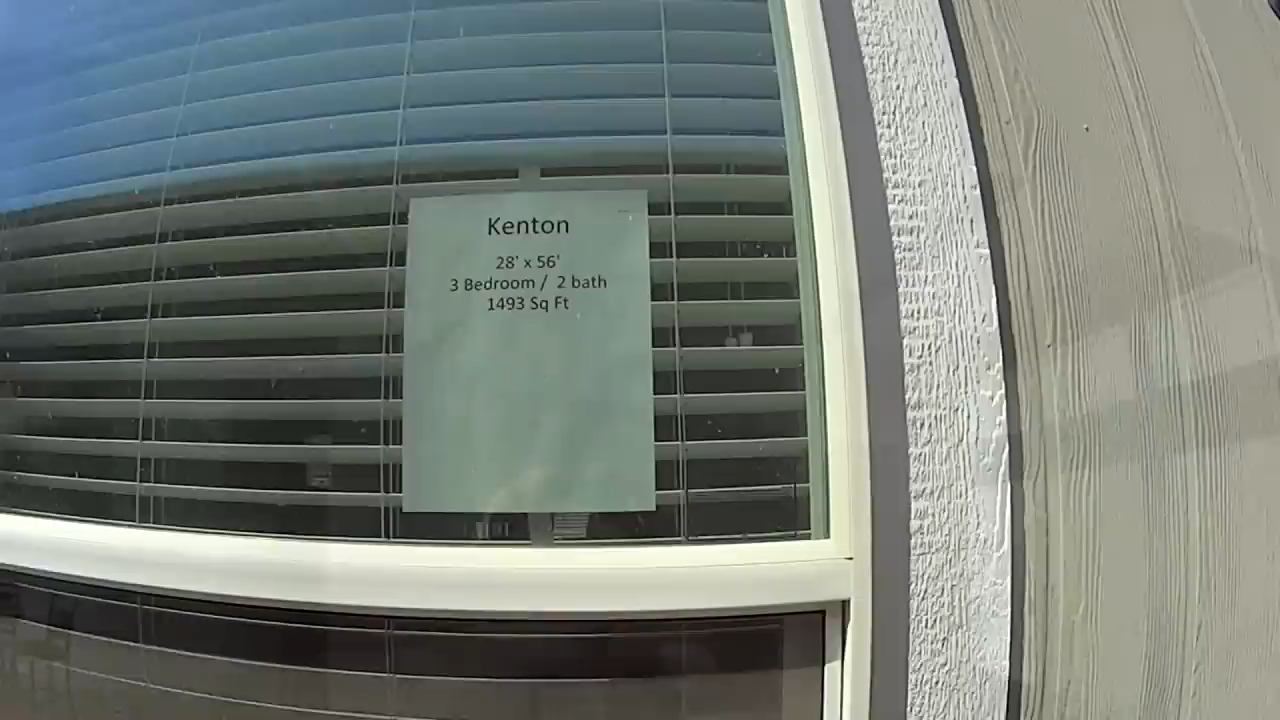 Kenton
28' x 56'
3 Bedroom / 2 bath
1493 Sq Ft